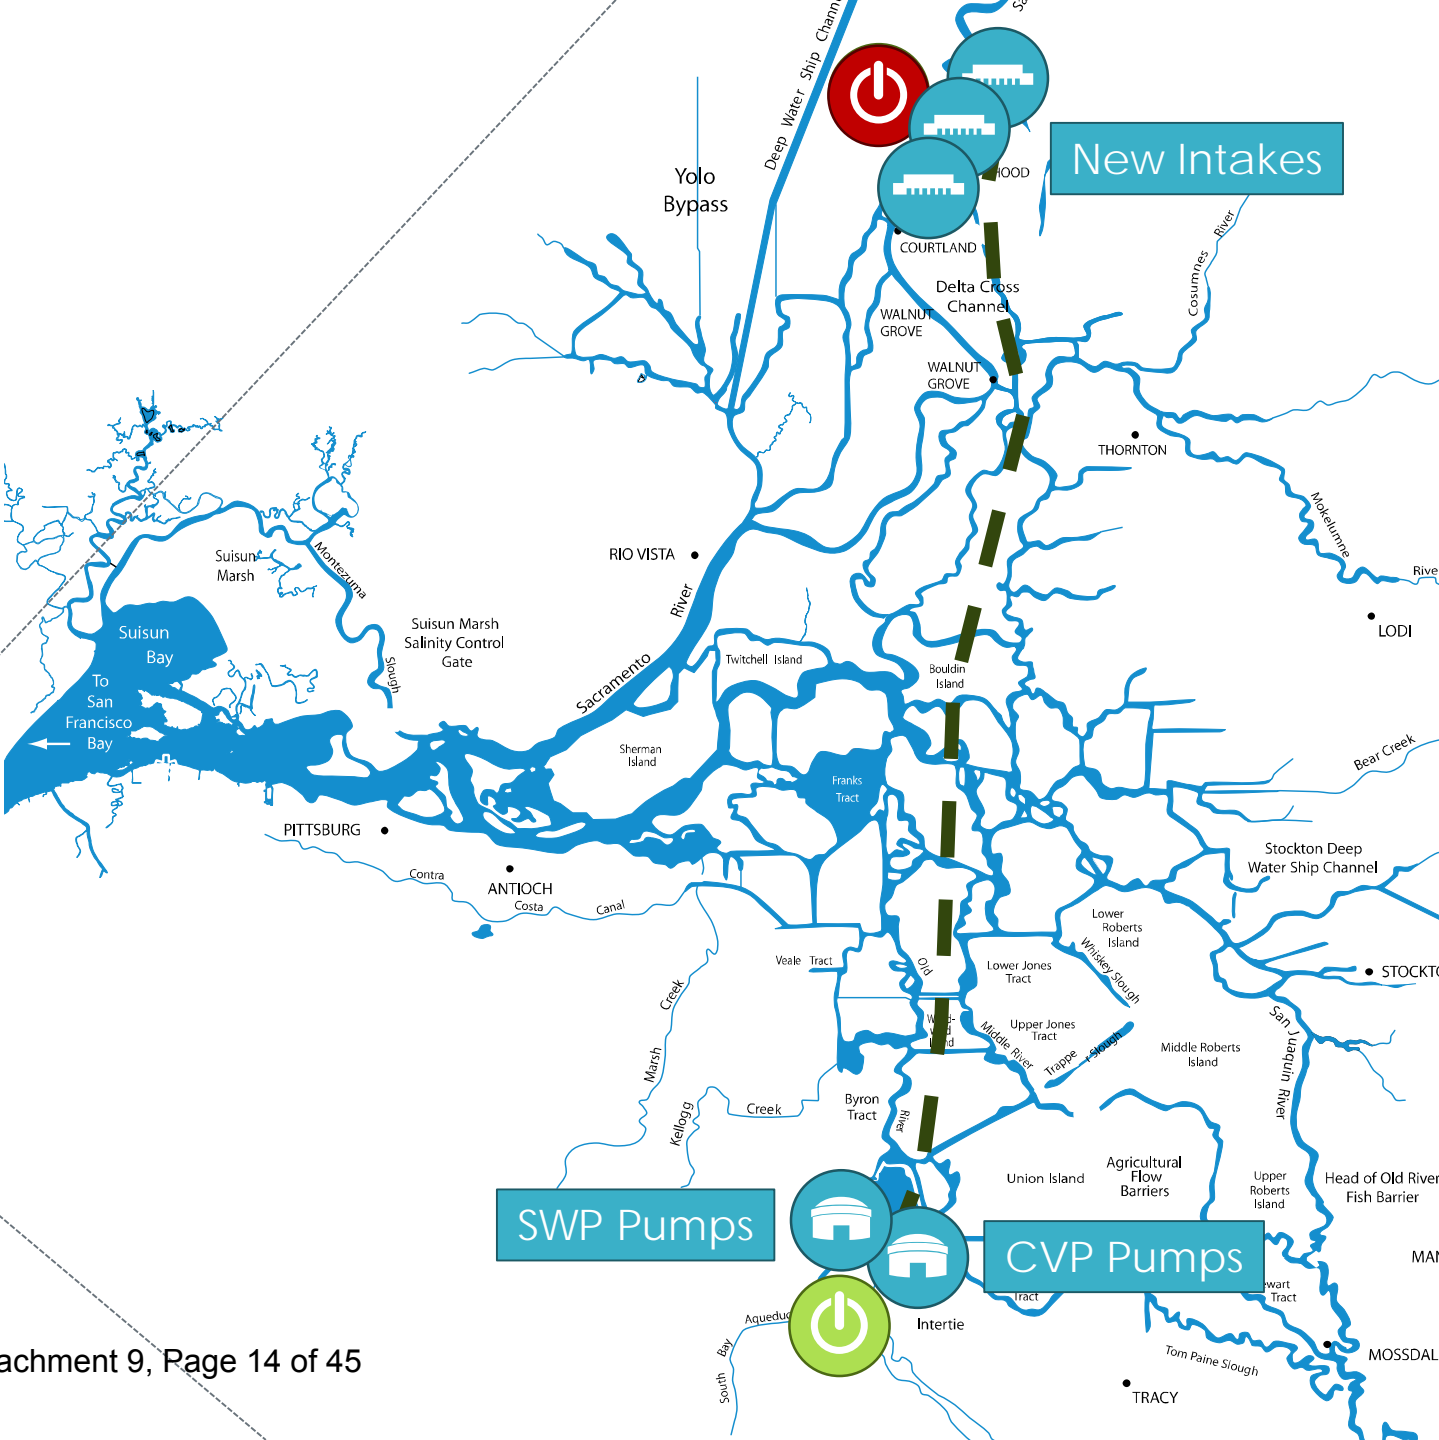 Deep Water Ship Channel
Sa
HOOD
New Intakes
Yolo
Bypass
COURTLAND
River
Cosumnes
Delta Cross
Channel
WALNUT
GROVE
WALNUT
GROVE
THORNTON
Mokelumne
River
RIO VISTA
River
Sacramento
Suisun
Marsh
Montezuma
Slough
Suisun Marsh
Salinity Control
Gate
LODI
Suisun
Bay
To
San
Francisco
Bay
Twitchell Island
Bouldin
Island
Sherman
Island
Franks
Tract
Bear Creek
PITTSBURG
ANTIOCH
Contra
Costa
Canal
Stockton Deep
Water Ship Channel
Lower
Roberts
Island
Whiskey Slough
Veale Tract
Old
Lower Jones
Tract
STOCKTO
Creek
Marsh
Upper Jones
Tract
Middle River
Trappe r Slough
Middle Roberts
Island
San Juaquin River
Byron
Tract
River
Kellogg
Creek
Union Island
Agricultural
Flow
Barriers
Upper
Roberts
Island
Head of Old River
Fish Barrier
SWP Pumps
CVP Pumps
MAN
Tract
wart
Tract
Intertie
Aqueduc
South Bay
Tom Paine Slough
MOSSDAL
TRACY
achment 9, Page 14 of 45